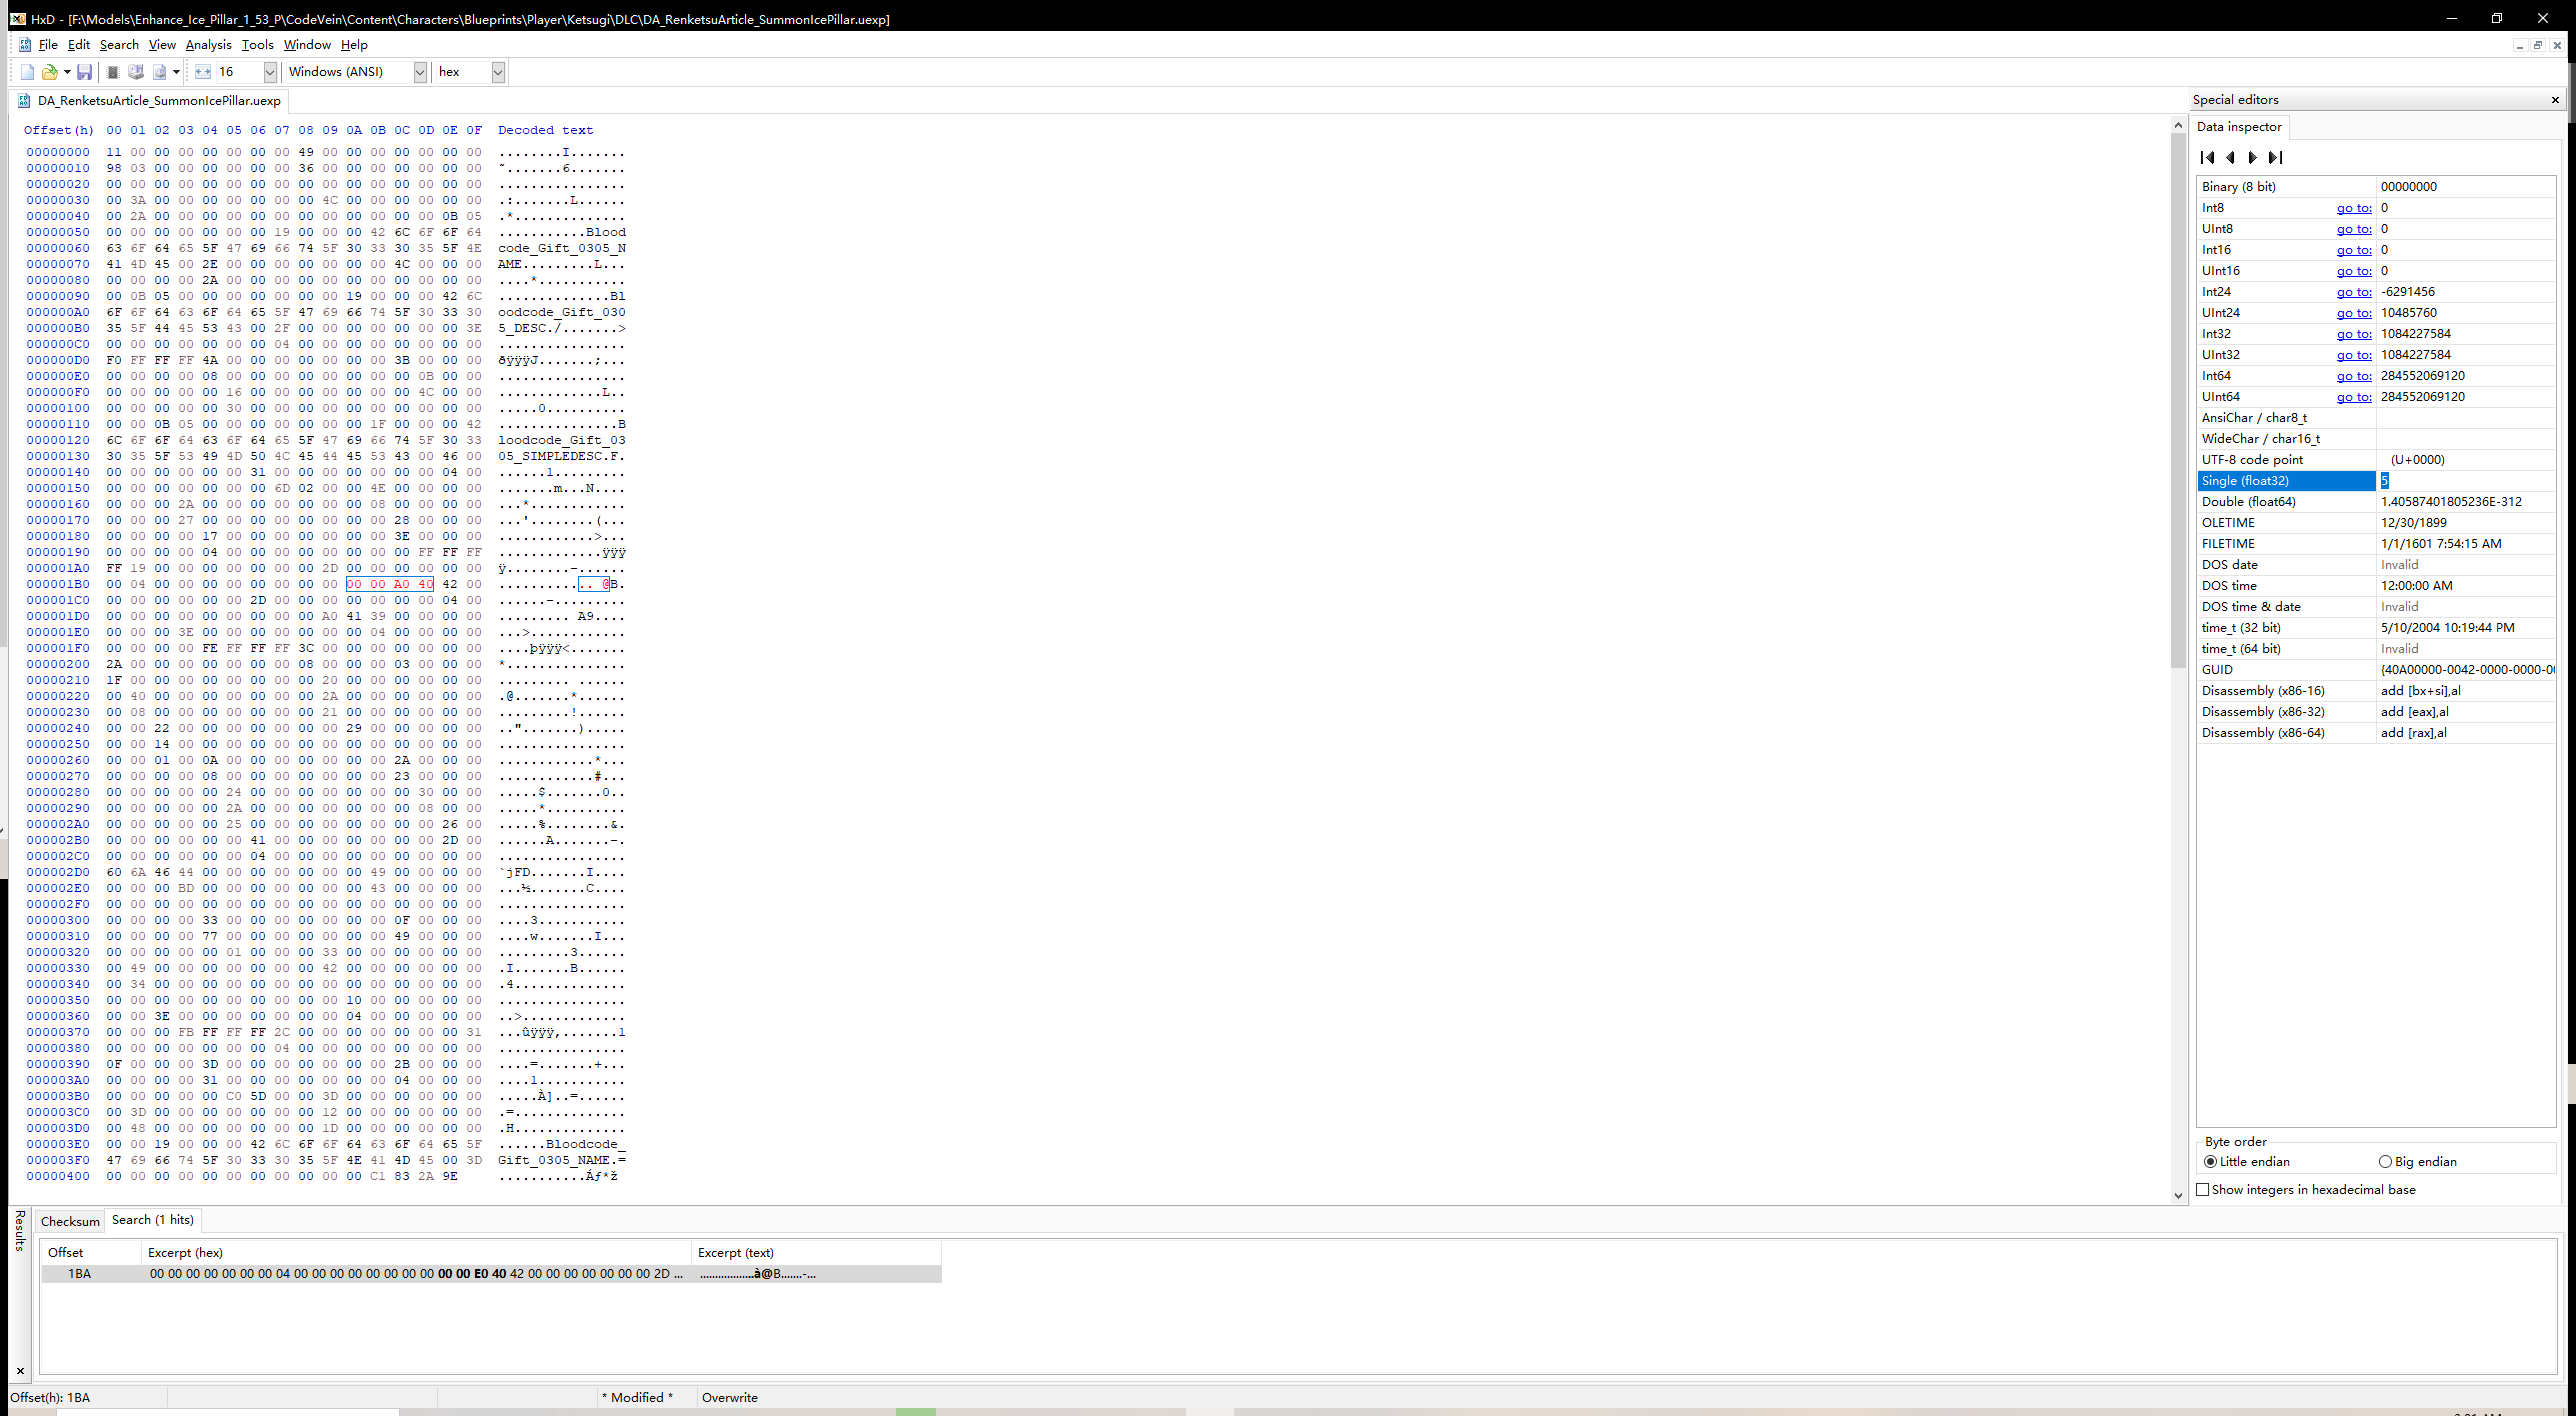 HxD - [F:\Models\Enhance_Ice_Pillar_1_53_P\CodeVein\Content\Characters\Blueprints\Player\Ketsugi\DLC\DA_RenketsuArticle_SummonIcePillar.uexp]
File Edit Search View Analysis Tools Window Help
16 Windows (ANSI) hex
DA_RenketsuArticle_SummonIcePillar.uexp
Offset(h) 00 01 02 03 04 05 06 07 08 09 0A 0B 0C 0D 0E 0F Decoded text
00000000 11 00 00 00 00 00 00 00 49 00 00 00 00 00 00 00 ........I.......
00000010 98 03 00 00 00 00 00 00 36 00 00 00 00 00 00 00 ˜.......6.......
00000020 00 00 00 00 00 00 00 00 00 00 00 00 00 00 00 00 ................
00000030 00 3A 00 00 00 00 00 00 00 4C 00 00 00 00 00 00 .:.......L......
00000040 00 2A 00 00 00 00 00 00 00 00 00 00 00 00 0B 05 .*..............
00000050 00 00 00 00 00 00 00 19 00 00 00 42 6C 6F 6F 64 ...........Blood
00000060 63 6F 64 65 5F 47 69 66 74 5F 30 33 30 35 5F 4E code_Gift_0305_N
00000070 41 4D 45 00 2E 00 00 00 00 00 00 00 4C 00 00 00 AME.........L...
00000080 00 00 00 00 2A 00 00 00 00 00 00 00 00 00 00 00 ....*...........
00000090 00 0B 05 00 00 00 00 00 00 00 19 00 00 00 42 6C ..............Bl
000000A0 6F 6F 64 63 6F 64 65 5F 47 69 66 74 5F 30 33 30 oodcode_Gift_030
000000B0 35 5F 44 45 53 43 00 2F 00 00 00 00 00 00 00 3E 5_DESC./.......>
000000C0 00 00 00 00 00 00 00 04 00 00 00 00 00 00 00 00 ................
000000D0 F0 FF FF FF 4A 00 00 00 00 00 00 00 3B 00 00 00 ðÿÿÿJ.......;...
000000E0 00 00 00 00 08 00 00 00 00 00 00 00 00 0B 00 00 ................
000000F0 00 00 00 00 00 16 00 00 00 00 00 00 00 4C 00 00 .............L..
00000100 00 00 00 00 00 30 00 00 00 00 00 00 00 00 00 00 .....0..........
00000110 00 00 0B 05 00 00 00 00 00 00 00 1F 00 00 00 42 ...............B
00000120 6C 6F 6F 64 63 6F 64 65 5F 47 69 66 74 5F 30 33 loodcode_Gift_03
00000130 30 35 5F 53 49 4D 50 4C 45 44 45 53 43 00 46 00 05_SIMPLEDESC.F.
00000140 00 00 00 00 00 00 31 00 00 00 00 00 00 00 04 00 ......1.........
00000150 00 00 00 00 00 00 00 6D 02 00 00 4E 00 00 00 00 .......m...N....
00000160 00 00 00 2A 00 00 00 00 00 00 00 08 00 00 00 00 ...*............
00000170 00 00 00 27 00 00 00 00 00 00 00 00 28 00 00 00 ...'........(...
00000180 00 00 00 00 17 00 00 00 00 00 00 00 3E 00 00 00 ............>...
00000190 00 00 00 00 04 00 00 00 00 00 00 00 00 FF FF FF .............ÿÿÿ
000001A0 FF 19 00 00 00 00 00 00 00 2D 00 00 00 00 00 00 ÿ........-......
000001B0 00 04 00 00 00 00 00 00 00 00 00 00 A0 40 42 00 ............ @B.
000001C0 00 00 00 00 00 00 2D 00 00 00 00 00 00 00 04 00 ......-.........
000001D0 00 00 00 00 00 00 00 00 00 A0 41 39 00 00 00 00 ......... A9....
000001E0 00 00 00 3E 00 00 00 00 00 00 00 04 00 00 00 00 ...>............
000001F0 00 00 00 00 FE FF FF FF 3C 00 00 00 00 00 00 00 ....þÿÿÿ<.......
00000200 2A 00 00 00 00 00 00 00 08 00 00 00 03 00 00 00 *...............
00000210 1F 00 00 00 00 00 00 00 00 20 00 00 00 00 00 00 ......... ......
00000220 00 40 00 00 00 00 00 00 00 2A 00 00 00 00 00 00 .@.......*......
00000230 00 08 00 00 00 00 00 00 00 21 00 00 00 00 00 00 .........!......
00000240 00 00 22 00 00 00 00 00 00 00 29 00 00 00 00 00 ..".......).....
00000250 00 00 14 00 00 00 00 00 00 00 00 00 00 00 00 00 ................
00000260 00 00 01 00 0A 00 00 00 00 00 00 00 2A 00 00 00 ............*...
00000270 00 00 00 00 08 00 00 00 00 00 00 00 23 00 00 00 ............#...
00000280 00 00 00 00 00 24 00 00 00 00 00 00 00 30 00 00 .....$.......0..
00000290 00 00 00 00 00 2A 00 00 00 00 00 00 00 08 00 00 .....*..........
000002A0 00 00 00 00 00 25 00 00 00 00 00 00 00 00 26 00 .....%........&.
000002B0 00 00 00 00 00 00 41 00 00 00 00 00 00 00 2D 00 ......A.......-.
000002C0 00 00 00 00 00 00 04 00 00 00 00 00 00 00 00 00 ................
000002D0 60 6A 46 44 00 00 00 00 00 00 00 49 00 00 00 00 `jFD.......I....
000002E0 00 00 00 BD 00 00 00 00 00 00 00 43 00 00 00 00 ...½.......C....
000002F0 00 00 00 00 00 00 00 00 00 00 00 00 00 00 00 00 ................
00000300 00 00 00 00 33 00 00 00 00 00 00 00 0F 00 00 00 ....3...........
00000310 00 00 00 00 77 00 00 00 00 00 00 00 49 00 00 00 ....w.......I...
00000320 00 00 00 00 00 01 00 00 00 33 00 00 00 00 00 00 .........3......
00000330 00 49 00 00 00 00 00 00 00 42 00 00 00 00 00 00 .I.......B......
00000340 00 34 00 00 00 00 00 00 00 00 00 00 00 00 00 00 .4..............
00000350 00 00 00 00 00 00 00 00 00 00 10 00 00 00 00 00 ................
00000360 00 00 3E 00 00 00 00 00 00 00 04 00 00 00 00 00 ..>.............
00000370 00 00 00 FB FF FF FF 2C 00 00 00 00 00 00 00 31 ...ûÿÿÿ,.......1
00000380 00 00 00 00 00 00 00 04 00 00 00 00 00 00 00 00 ................
00000390 0F 00 00 00 3D 00 00 00 00 00 00 00 2B 00 00 00 ....=.......+...
000003A0 00 00 00 00 31 00 00 00 00 00 00 00 04 00 00 00 ....1...........
000003B0 00 00 00 00 00 C0 5D 00 00 3D 00 00 00 00 00 00 .....À]..=......
000003C0 00 3D 00 00 00 00 00 00 00 12 00 00 00 00 00 00 .=..............
000003D0 00 48 00 00 00 00 00 00 00 1D 00 00 00 00 00 00 .H..............
000003E0 00 00 19 00 00 00 42 6C 6F 6F 64 63 6F 64 65 5F ......Bloodcode_
000003F0 47 69 66 74 5F 30 33 30 35 5F 4E 41 4D 45 00 3D Gift_0305_NAME.=
00000400 00 00 00 00 00 00 00 00 00 00 00 C1 83 2A 9E ...........Áƒ*ž
Special editors
Data inspector
Binary (8 bit) 00000000
Int8 go to: 0
UInt8 go to: 0
Int16 go to: 0
UInt16 go to: 0
Int24 go to: -6291456
UInt24 go to: 10485760
Int32 go to: 1084227584
UInt32 go to: 1084227584
Int64 go to: 284552069120
UInt64 go to: 284552069120
AnsiChar / char8_t
WideChar / char16_t
UTF-8 code point (U+0000)
Single (float32) 5
Double (float64) 1.40587401805236E-312
OLETIME 12/30/1899
FILETIME 1/1/1601 7:54:15 AM
DOS date Invalid
DOS time 12:00:00 AM
DOS time & date Invalid
time_t (32 bit) 5/10/2004 10:19:44 PM
time_t (64 bit) Invalid
GUID {40A00000-0042-0000-0000-0
Disassembly (x86-16) add [bx+si],al
Disassembly (x86-32) add [eax],al
Disassembly (x86-64) add [rax],al
Byte order
Little endian Big endian
Show integers in hexadecimal base
Results
Checksum Search (1 hits)
Offset Excerpt (hex) Excerpt (text)
1BA 00 00 00 00 00 00 00 04 00 00 00 00 00 00 00 00 00 00 E0 40 42 00 00 00 00 00 00 00 2D ... ..................à@B.......-...
Offset(h): 1BA * Modified * Overwrite